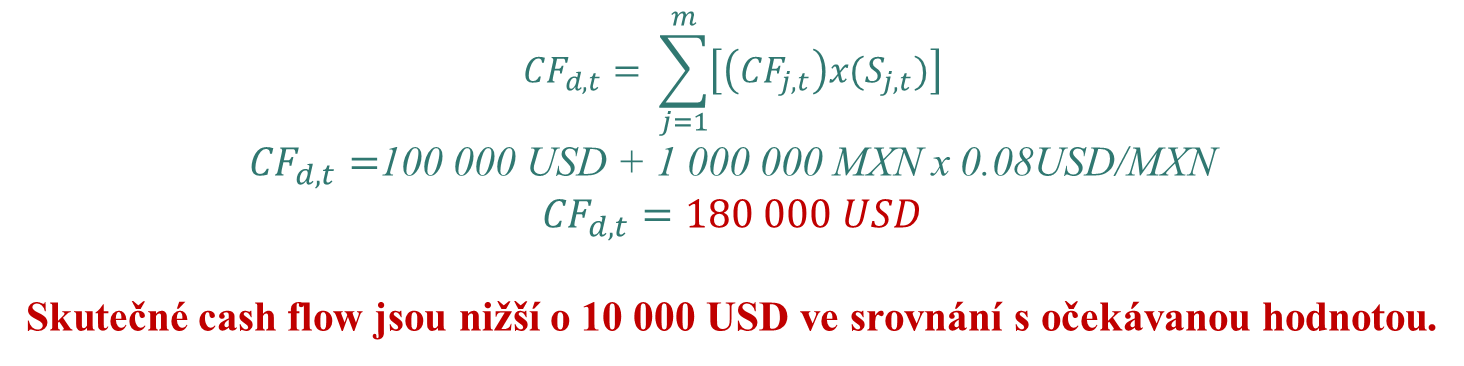 CF_{d,t} = \sum_{j=1}^{m} [(CF_{j,t})x(S_{j,t})]
CF_{d,t} =100 000 USD + 1 000 000 MXN x 0.08USD/MXN
CF_{d,t} = 180 000 USD
Skutečné cash flow jsou nižší o 10 000 USD ve srovnání s očekávanou hodnotou.